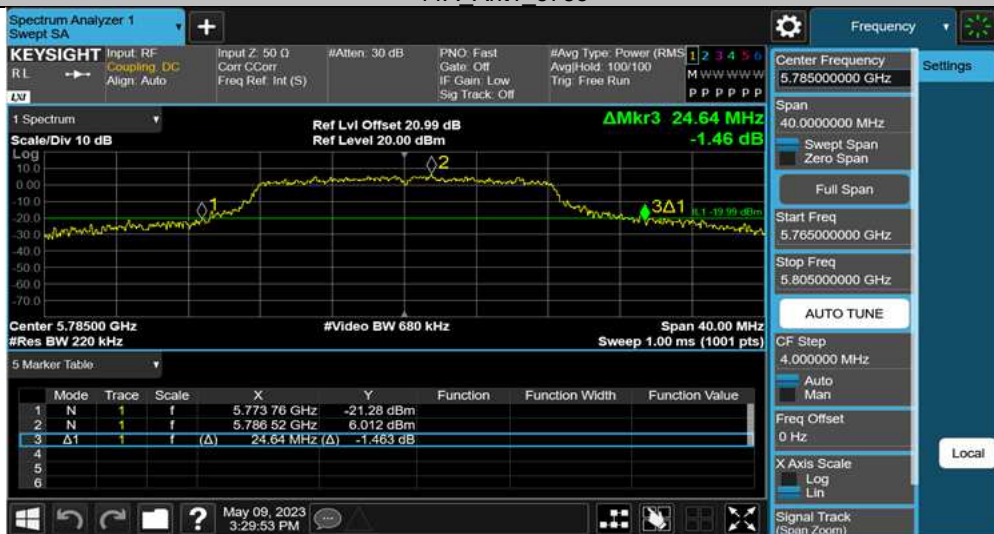 Spectrum Analyzer 1
Swept SA
+
Frequency
KEYSIGHT
RL
LXI
Input: RF
Coupling: DC
Align: Auto
Input Z: 50 Ω
Corr CCorr
Freq Ref: Int (S)
#Atten: 30 dB
PNO: Fast
Gate: Off
IF Gain: Low
Sig Track: Off
#Avg Type: Power (RMS
Avg|Hold: 100/100
Trig: Free Run
1 2 3 4 5 6
M W W W W W
P P P P P P
Center Frequency
5.785000000 GHz
Settings
Span
40.0000000 MHz
Swept Span
Zero Span
Full Span
Start Freq
5.765000000 GHz
Stop Freq
5.805000000 GHz
AUTO TUNE
CF Step
4.000000 MHz
Auto
Man
Freq Offset
0 Hz
X Axis Scale
Log
Lin
Signal Track
(Span Zoom)
Local
1 Spectrum
Scale/Div 10 dB
Ref Lvl Offset 20.99 dB
Ref Level 20.00 dBm
ΔMkr3 24.64 MHz
-1.46 dB
Log
10.0
0.00
-10.0
-20.0
-30.0
-40.0
-50.0
-60.0
-70.0
1
2
3Δ1
DL1 -19.99 dBm
Center 5.78500 GHz
#Res BW 220 kHz
#Video BW 680 kHz
Span 40.00 MHz
Sweep 1.00 ms (1001 pts)
5 Marker Table
Mode Trace Scale X Y Function Function Width Function Value
1 N 1 f 5.773 76 GHz -21.28 dBm
2 N 1 f 5.786 52 GHz 6.012 dBm
3 Δ1 1 f (Δ) 24.64 MHz (Δ) -1.463 dB
4
5
6
?
May 09, 2023
3:29:53 PM